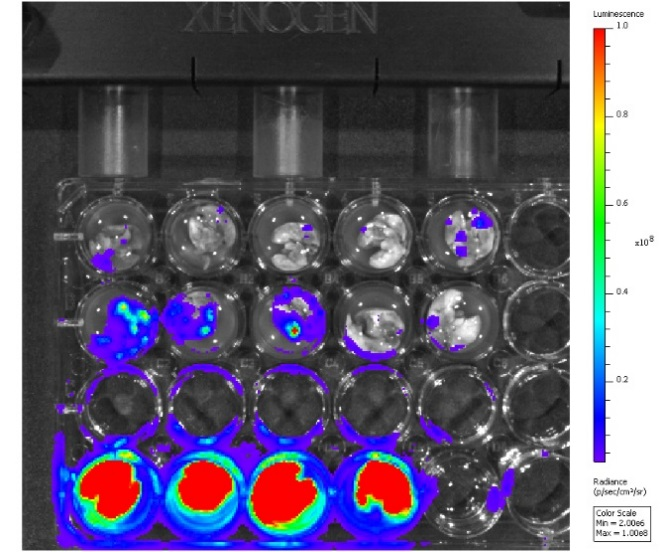 XENOGEN
Luminescence
1.0
0.8
0.6
x10⁸
0.4
0.2
Radiance
(p/sec/cm²/sr)
Color Scale
Min = 2.00e6
Max = 1.00e8